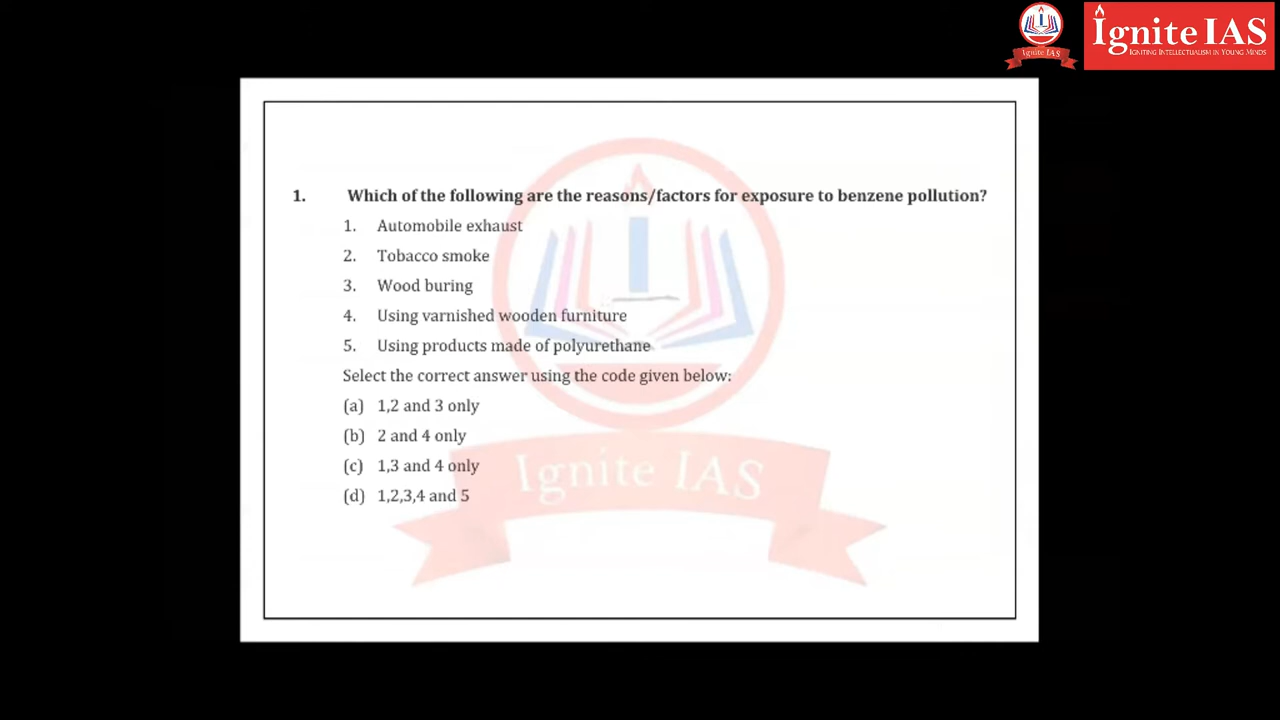 Ignite IAS
Ignite IAS
IGNITING INTELLECTUALISM IN YOUNG MINDS
1. Which of the following are the reasons/factors for exposure to benzene pollution?
1. Automobile exhaust
2. Tobacco smoke
3. Wood buring
4. Using varnished wooden furniture
5. Using products made of polyurethane
Select the correct answer using the code given below:
(a) 1,2 and 3 only
(b) 2 and 4 only
(c) 1,3 and 4 only
(d) 1,2,3,4 and 5
Ignite IAS